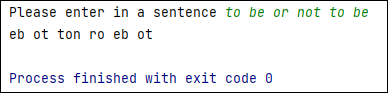 Please enter in a sentence to be or not to be
eb ot ton ro eb ot
Process finished with exit code 0